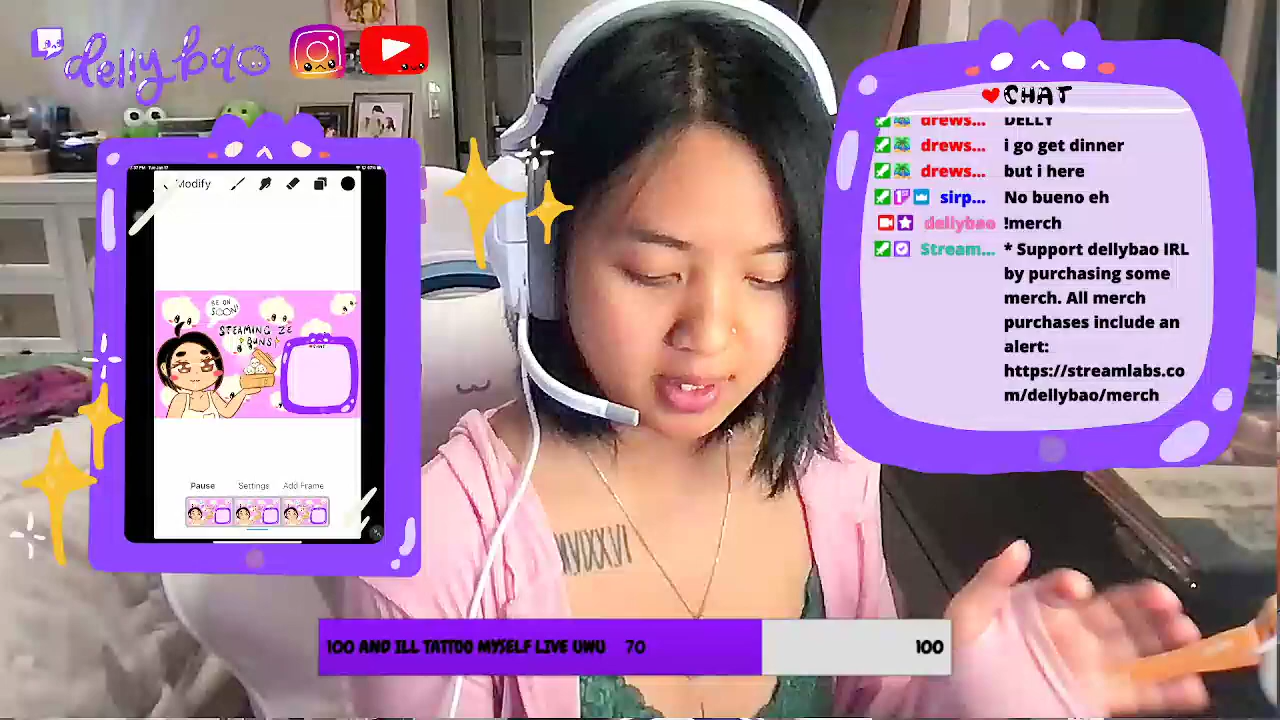 dellybao
Modify
BE ON
SOON!
STEAMING ZE
BUNS
Pause
Settings
Add Frame
CHAT
drews... DELLY
drews... i go get dinner
drews... but i here
sirp... No bueno eh
dellybao !merch
Stream... * Support dellybao IRL
by purchasing some
merch. All merch
purchases include an
alert:
https://streamlabs.co
m/dellybao/merch
100 AND ILL TATTOO MYSELF LIVE UWU 70 100